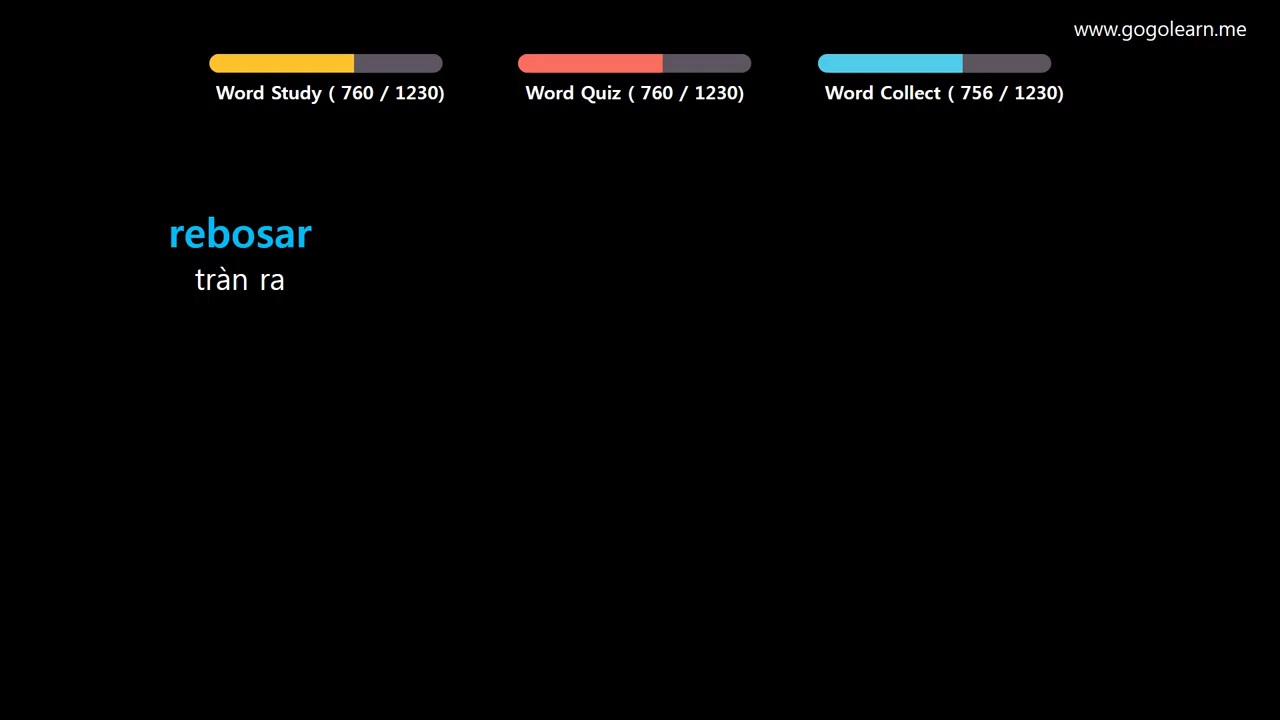 www.gogolearn.me
Word Study ( 760 / 1230)
Word Quiz ( 760 / 1230)
Word Collect ( 756 / 1230)
rebosar
tràn ra